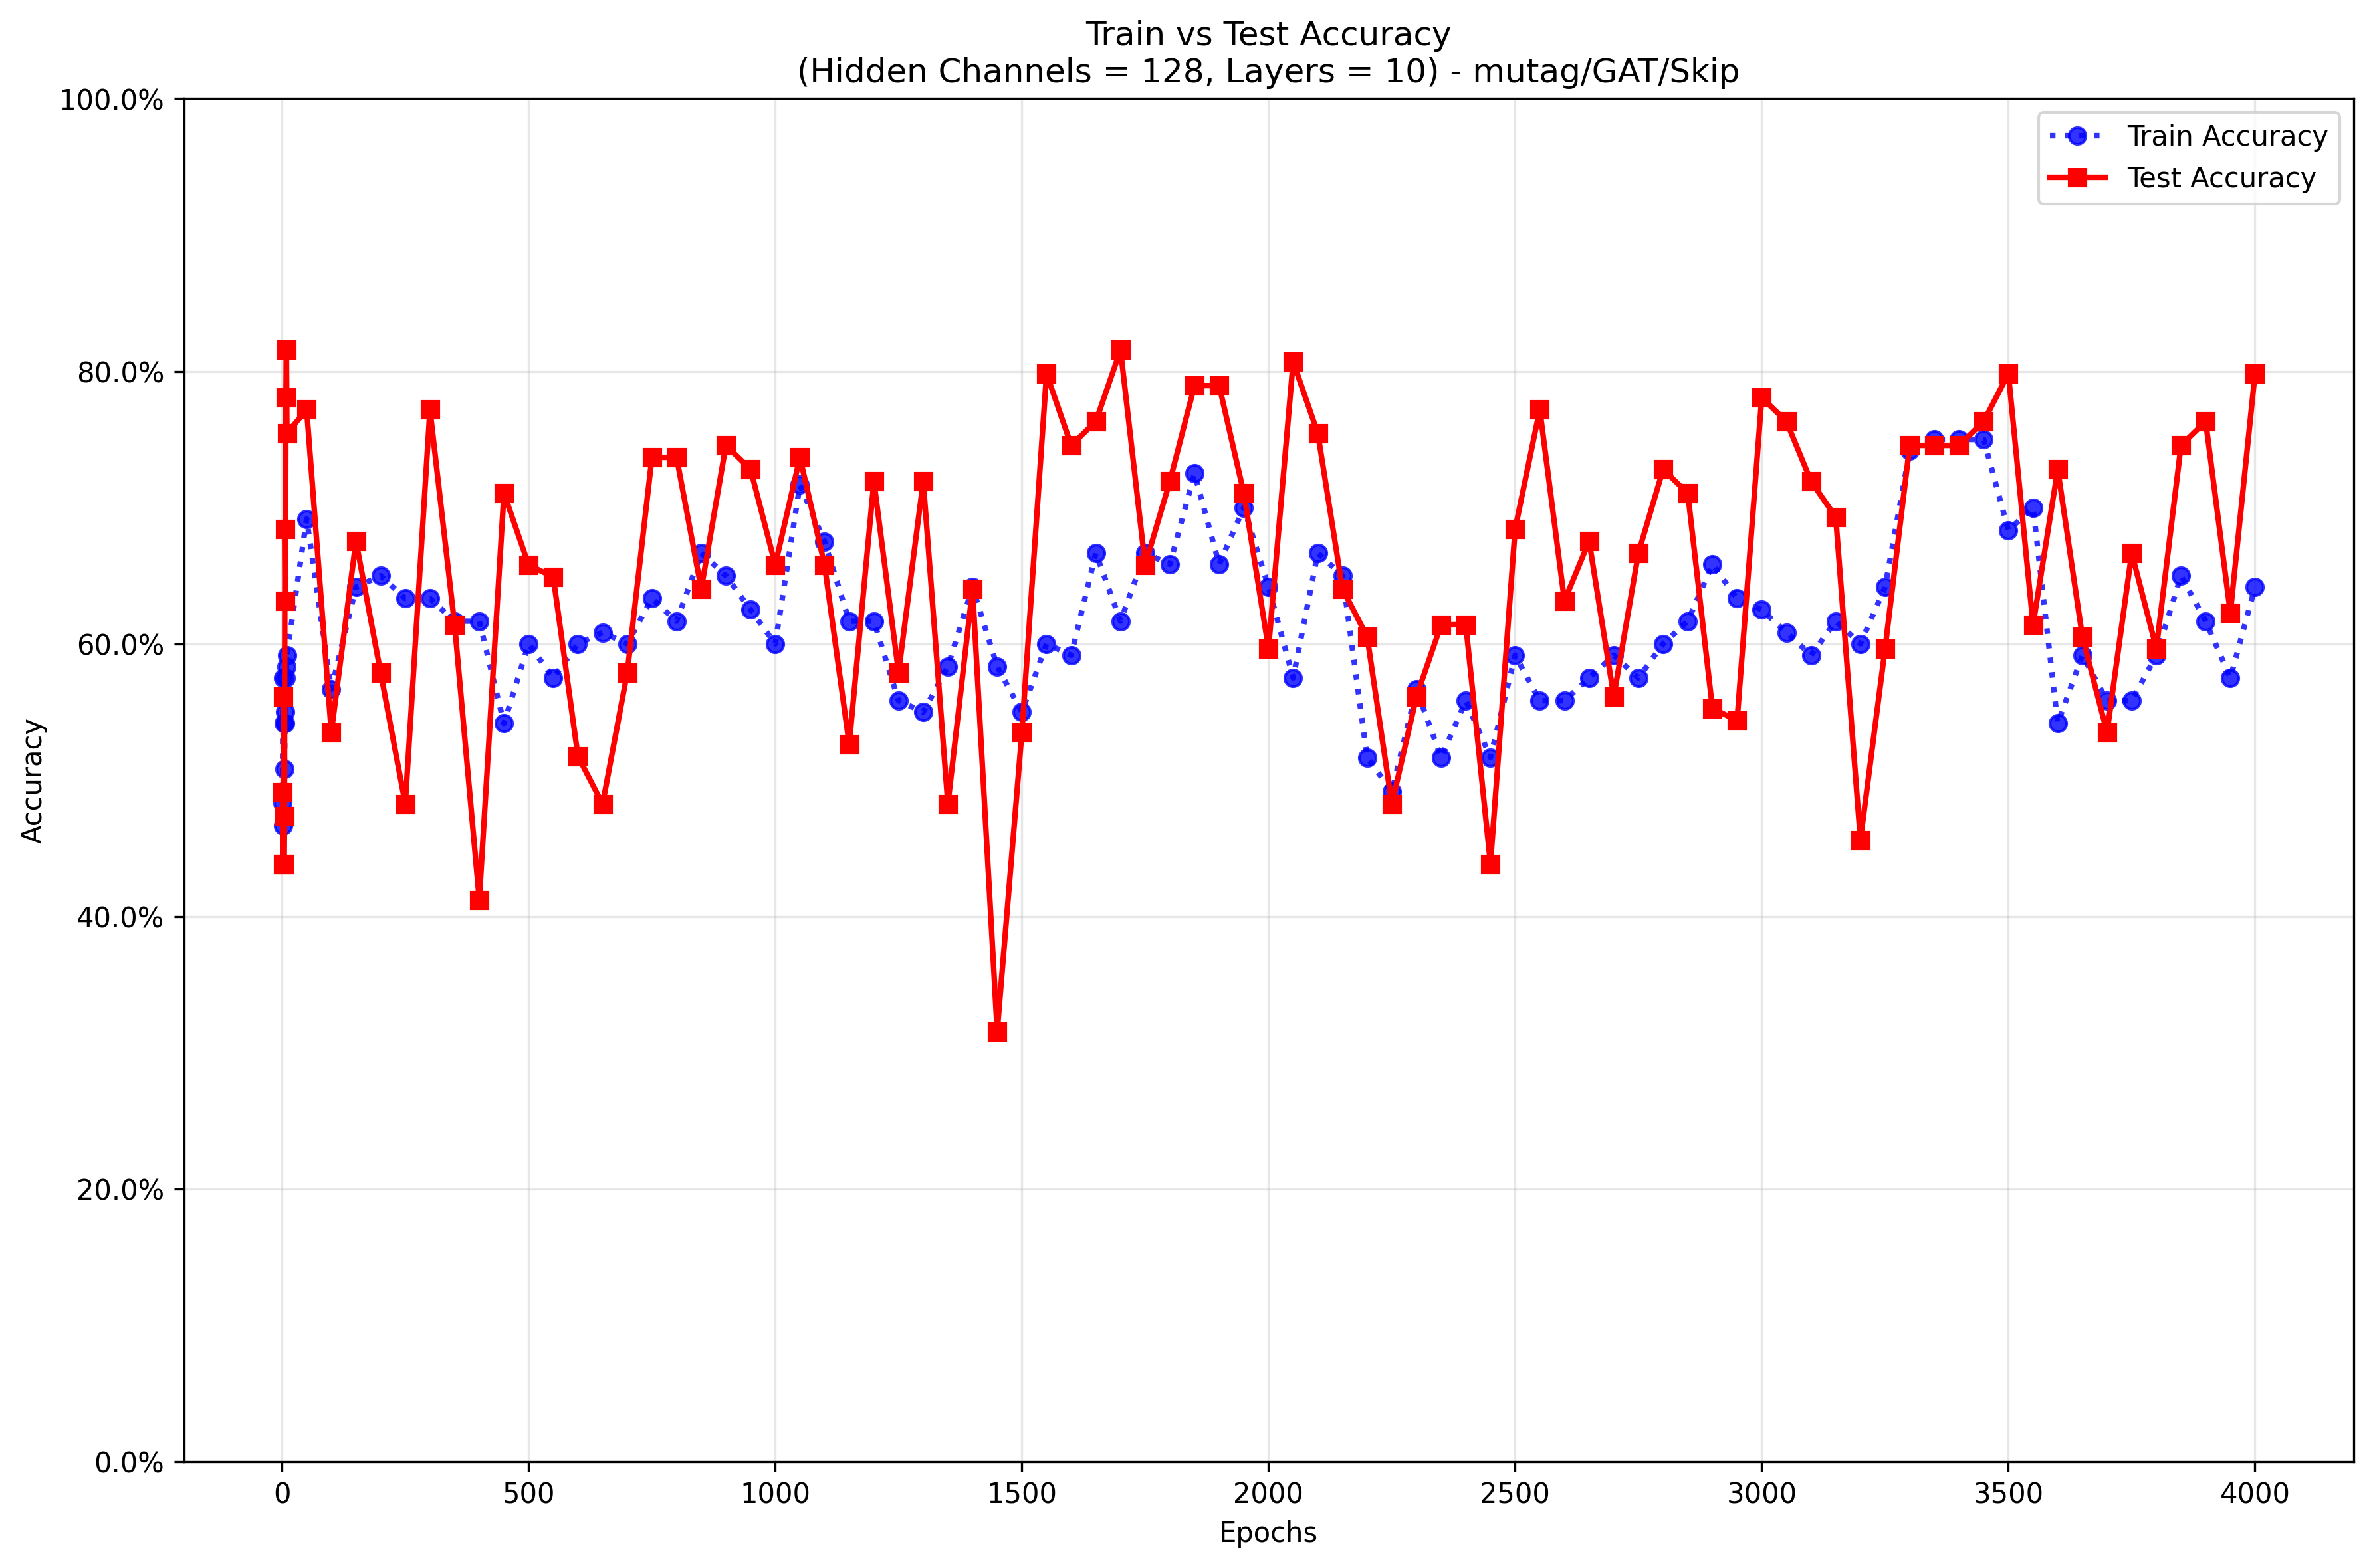 Train vs Test Accuracy
(Hidden Channels = 128, Layers = 10) - mutag/GAT/Skip
Train Accuracy
Test Accuracy
Accuracy
100.0%
80.0%
60.0%
40.0%
20.0%
0.0%
0 500 1000 1500 2000 2500 3000 3500 4000
Epochs